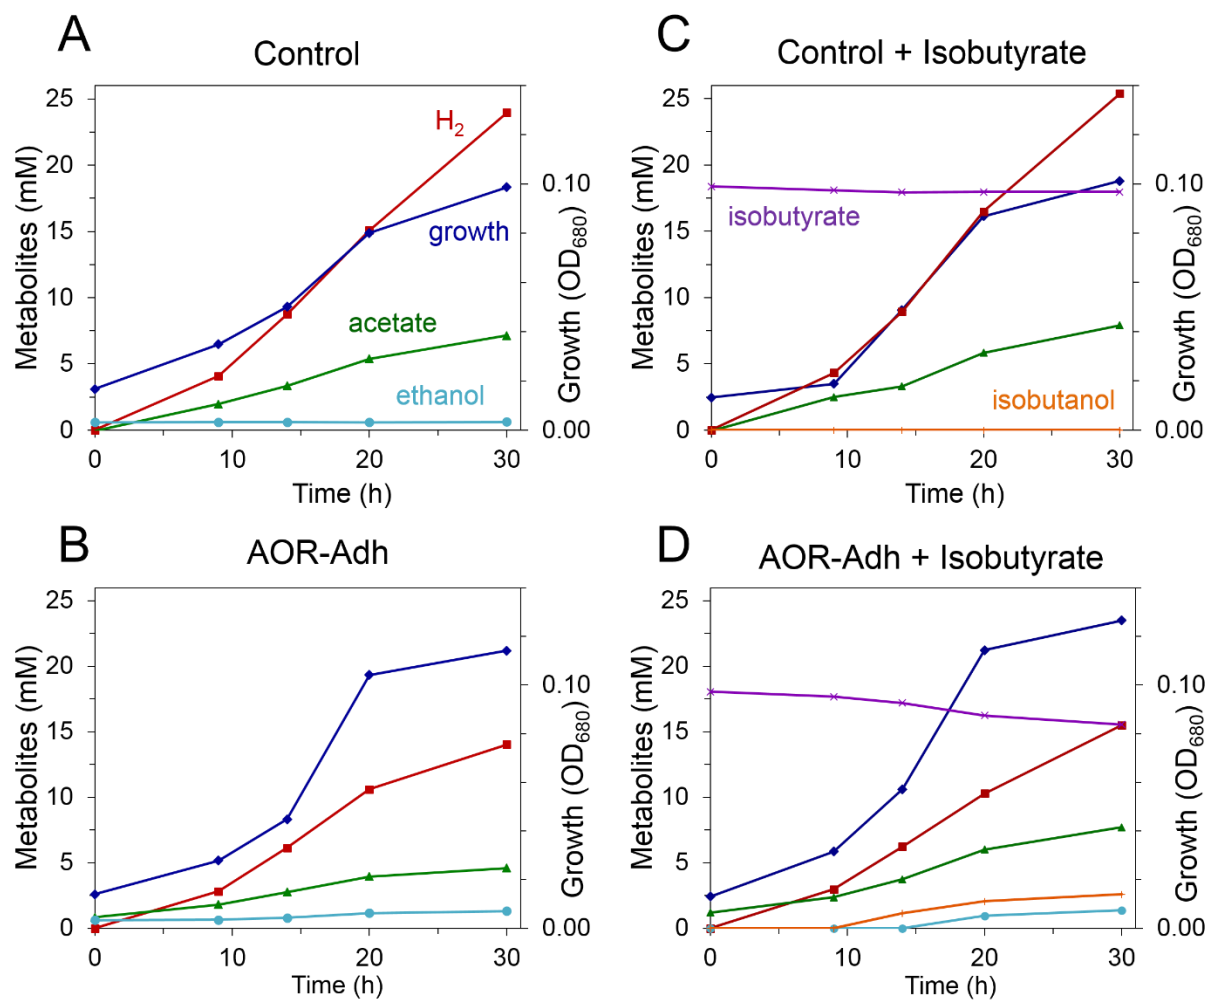 A
Control
25
20
15
10
5
0
Metabolites (mM)
H₂
growth
acetate
ethanol
0.10
0.00
Growth (OD₆₈₀)
0 10 20 30
Time (h)
C
Control + Isobutyrate
25
20
15
10
5
0
Metabolites (mM)
isobutyrate
isobutanol
0.10
0.00
Growth (OD₆₈₀)
0 10 20 30
Time (h)
B
AOR-Adh
25
20
15
10
5
0
Metabolites (mM)
0.10
0.00
Growth (OD₆₈₀)
0 10 20 30
Time (h)
D
AOR-Adh + Isobutyrate
25
20
15
10
5
0
Metabolites (mM)
0.10
0.00
Growth (OD₆₈₀)
0 10 20 30
Time (h)